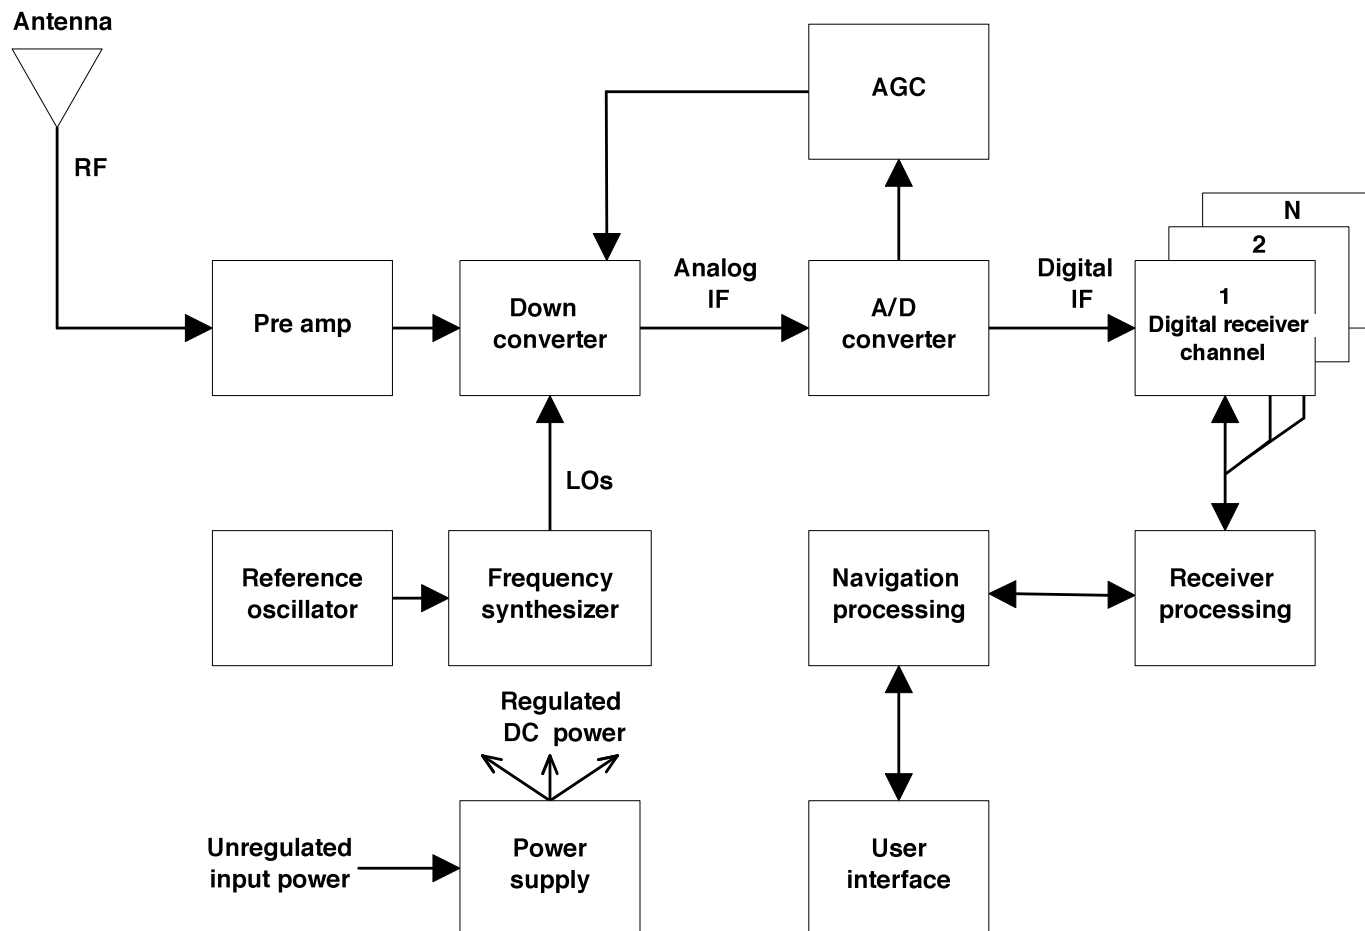 Antenna
RF
AGC
N
2
1
Digital receiver
channel
Pre amp
Down
converter
Analog
IF
A/D
converter
Digital
IF
LOs
Reference
oscillator
Frequency
synthesizer
Navigation
processing
Receiver
processing
Regulated
DC power
Unregulated
input power
Power
supply
User
interface